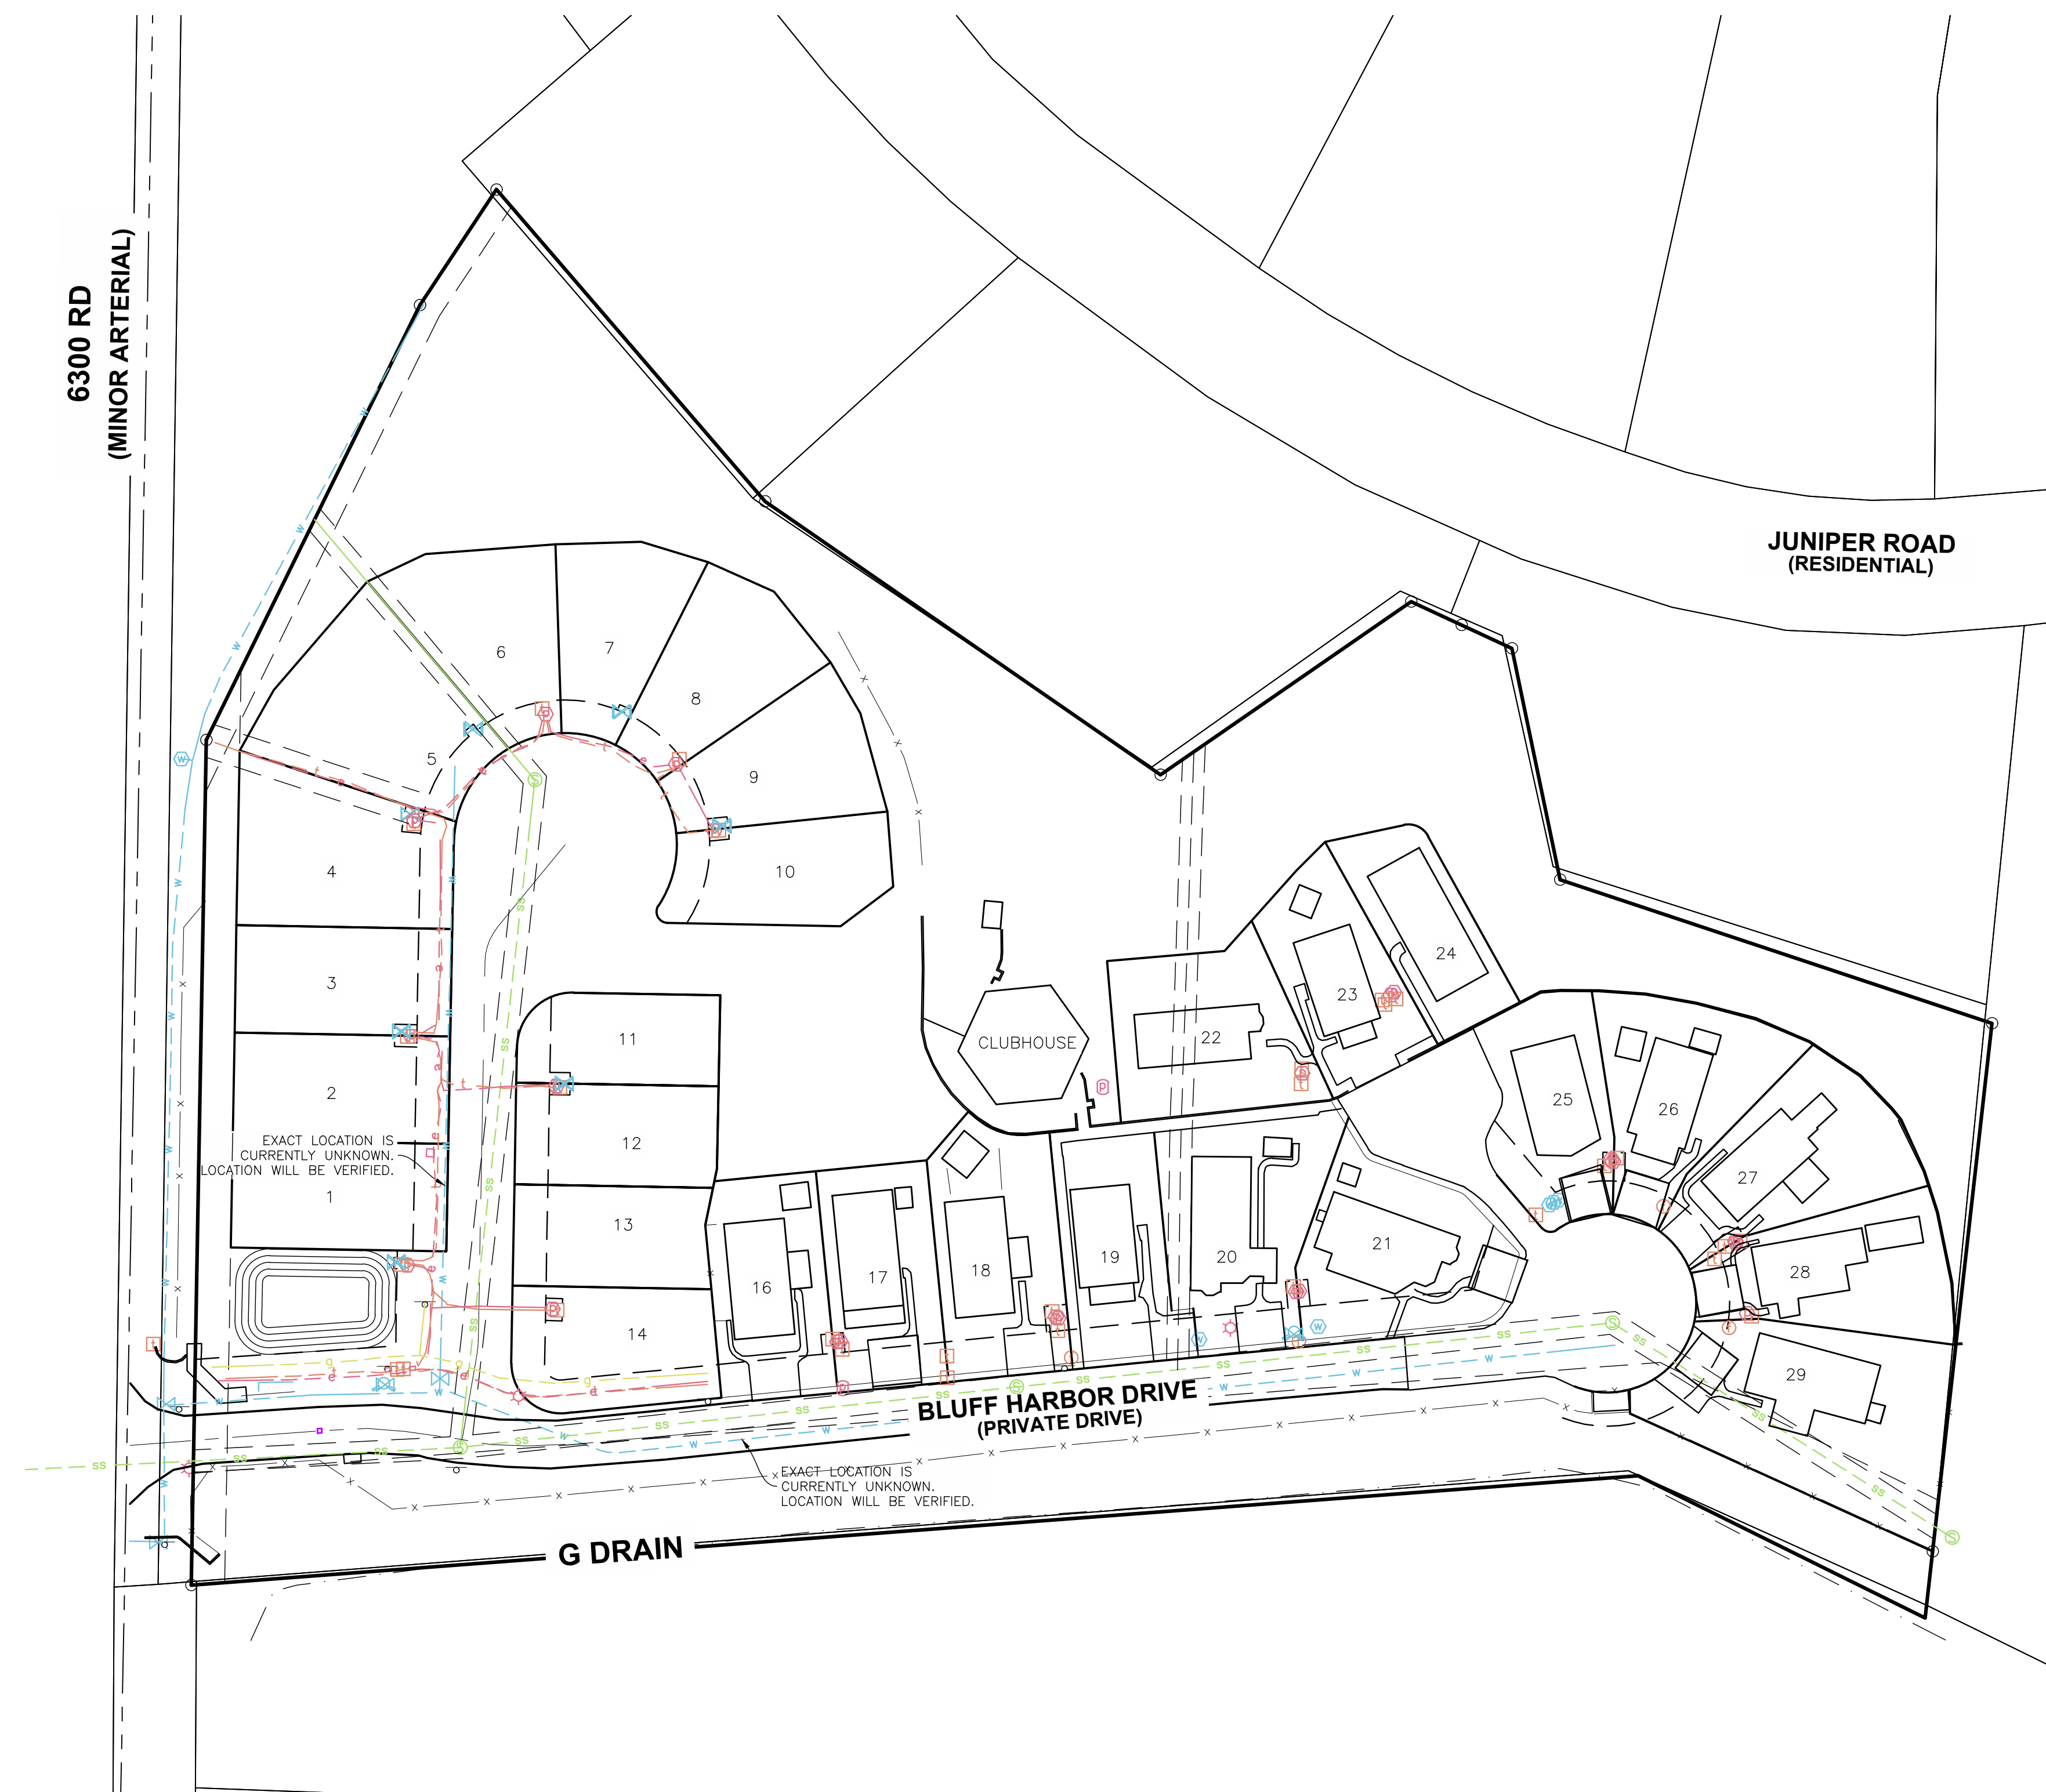 6300 RD
(MINOR ARTERIAL)
JUNIPER ROAD
(RESIDENTIAL)
6
7
8
5
9
4
10
3
24
23
11
22
CLUBHOUSE
2
25
26
EXACT LOCATION IS
CURRENTLY UNKNOWN.
LOCATION WILL BE VERIFIED.
12
27
1
13
21
19
20
18
17
28
16
14
29
BLUFF HARBOR DRIVE
(PRIVATE DRIVE)
EXACT LOCATION IS
CURRENTLY UNKNOWN.
LOCATION WILL BE VERIFIED.
G DRAIN